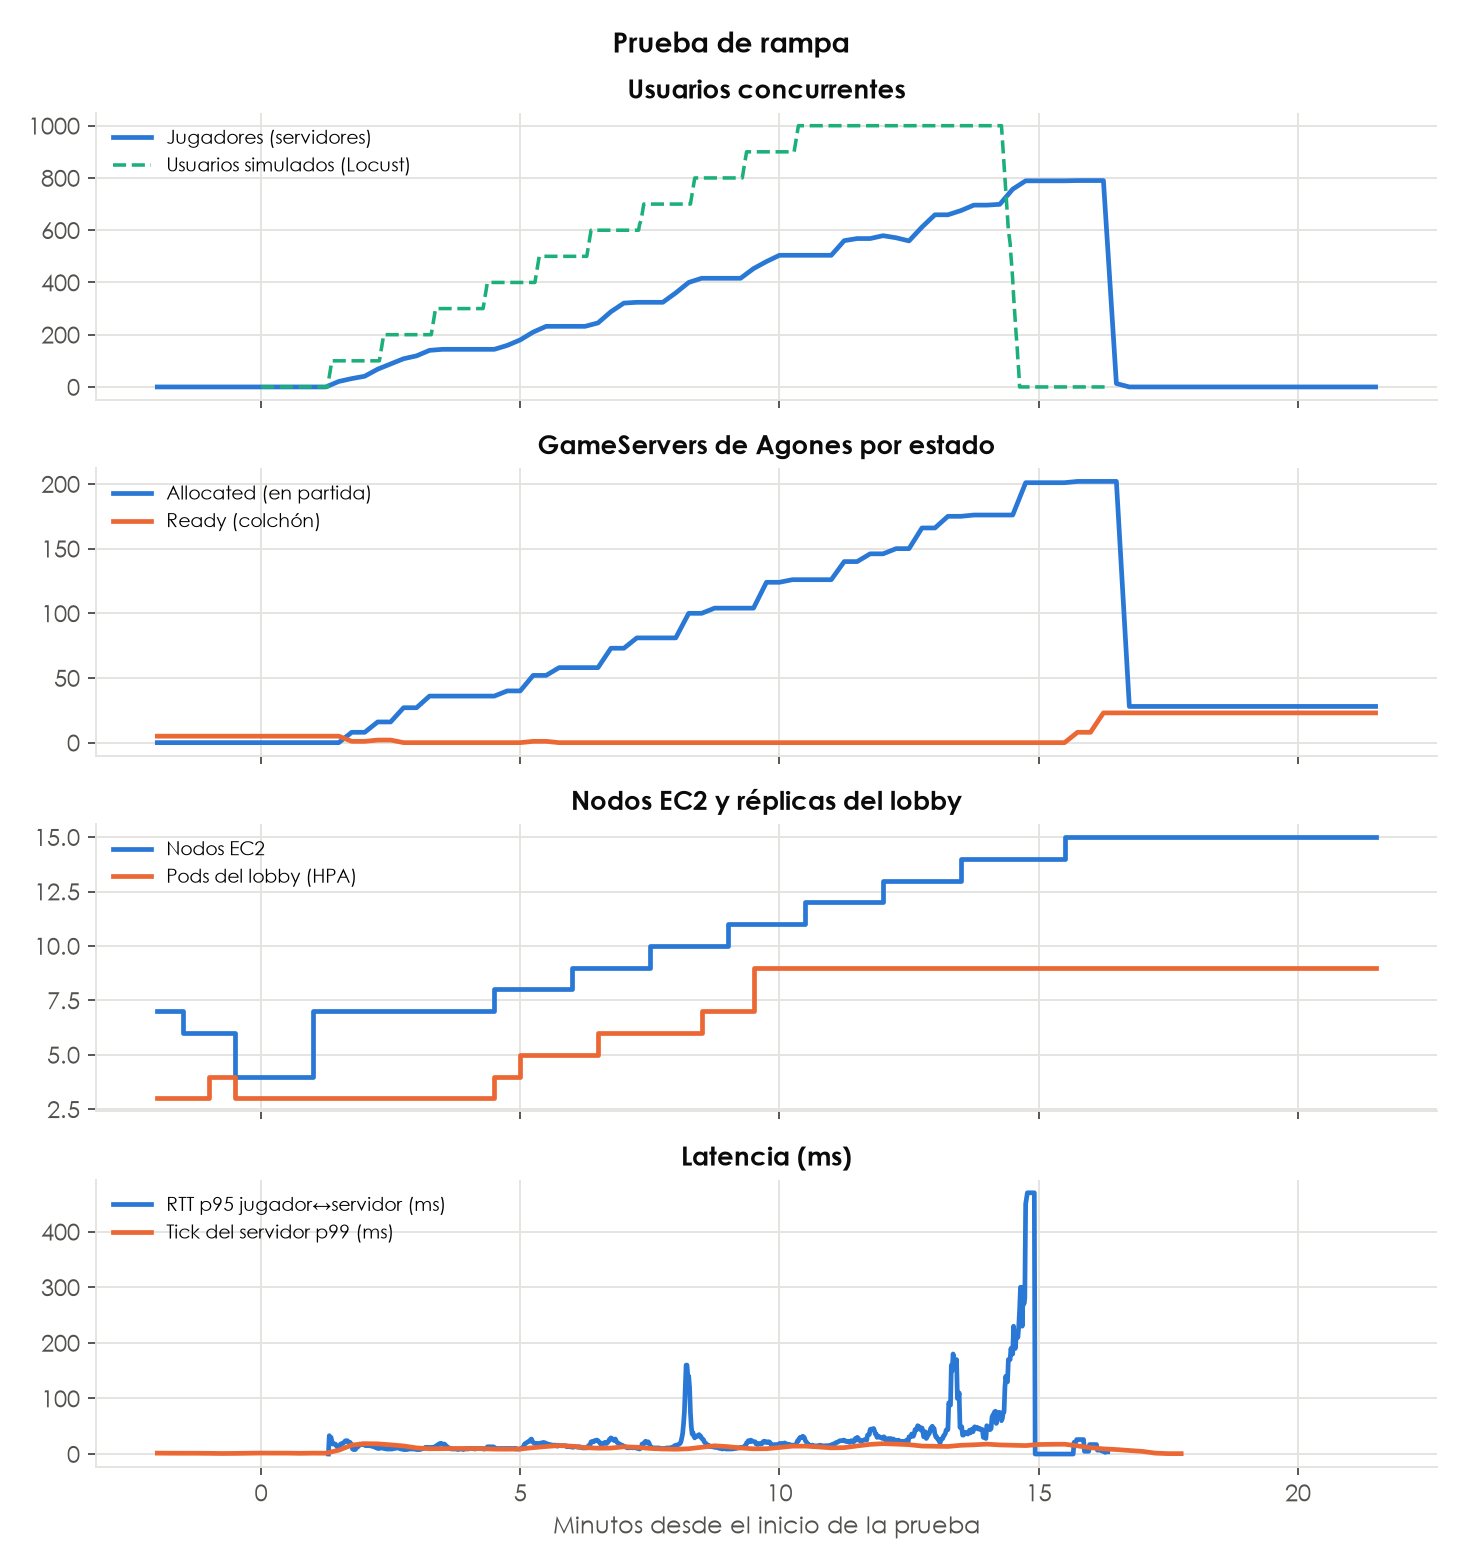 Prueba de rampa
Usuarios concurrentes
1000
800
600
400
200
0
Jugadores (servidores)
Usuarios simulados (Locust)
GameServers de Agones por estado
200
150
100
50
0
Allocated (en partida)
Ready (colchón)
Nodos EC2 y réplicas del lobby
15.0
12.5
10.0
7.5
5.0
2.5
Nodos EC2
Pods del lobby (HPA)
Latencia (ms)
400
300
200
100
0
RTT p95 jugador↔servidor (ms)
Tick del servidor p99 (ms)
0 5 10 15 20
Minutos desde el inicio de la prueba